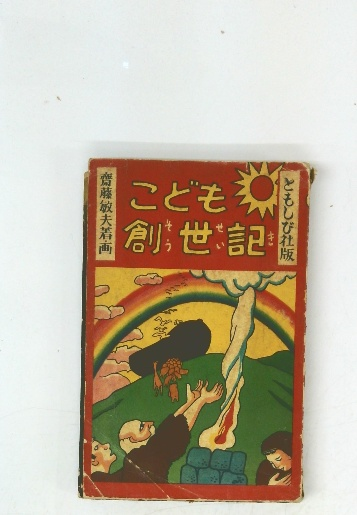 こども
創世記
そうせいき
齋藤敏夫著画
ともしび社版